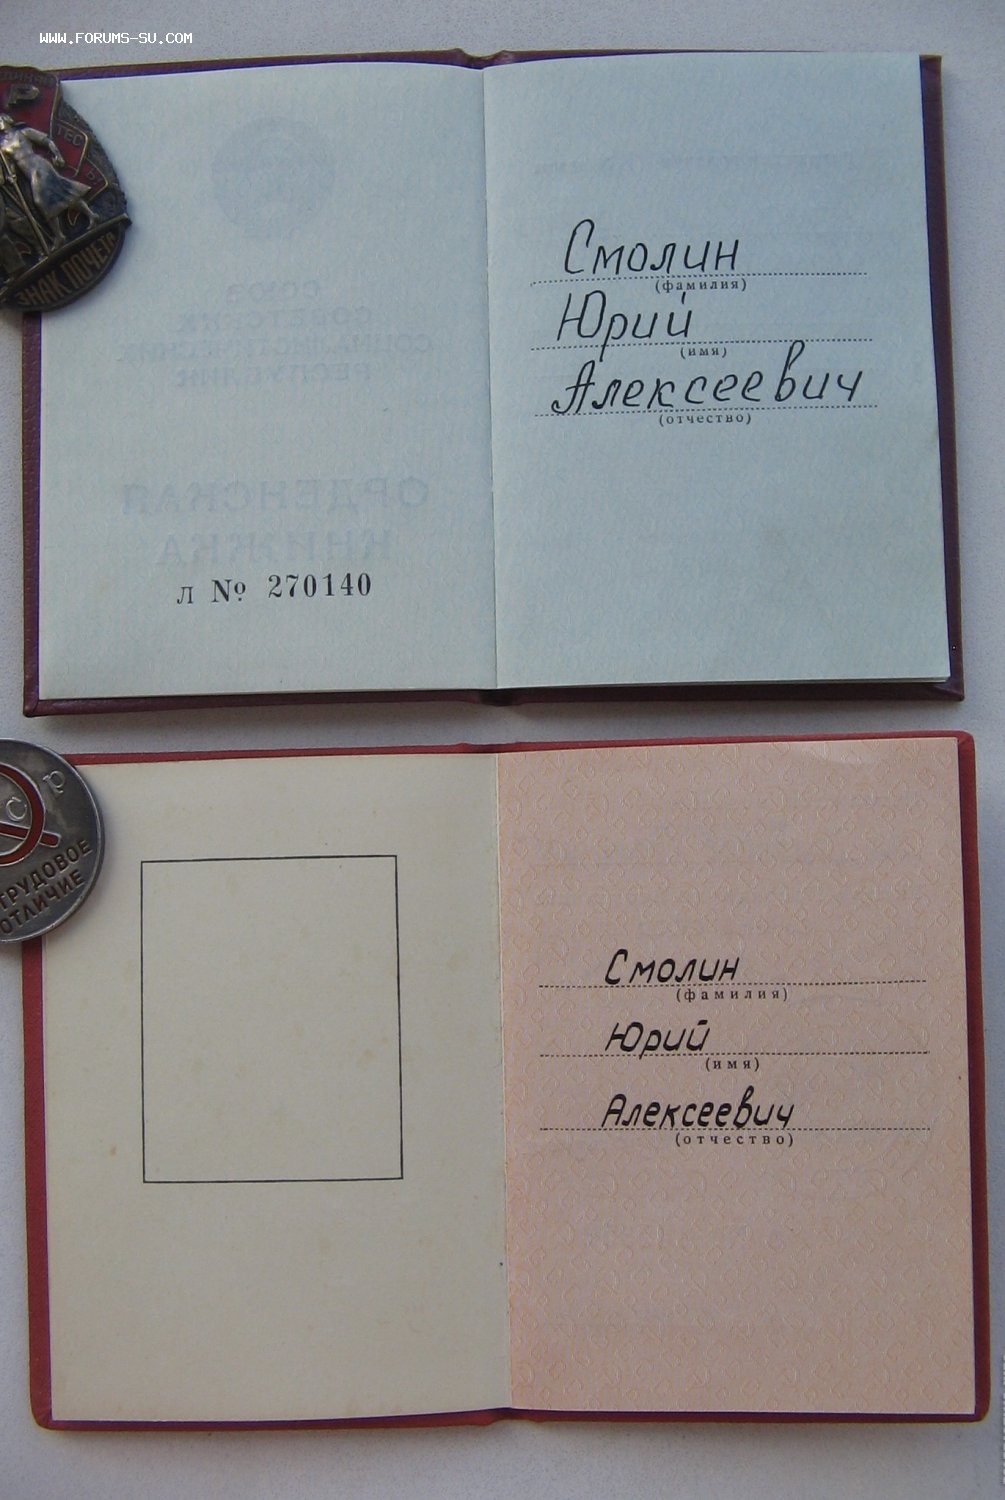 WWW.FORUMS-SU.COM
ЗНАК ПОЧЕТА
Смолин
(фамилия)
Юрий
(имя)
Алексеевич
(отчество)
СОЮЗ
СОВЕТСКИХ
СОЦИАЛИСТИЧЕСКИХ
РЕСПУБЛИК
ОРДЕНСКАЯ
КНИЖКА
Л № 270140
ср
ТРУДОВОЕ
ОТЛИЧИЕ
Смолин
(фамилия)
Юрий
(имя)
Алексеевич
(отчество)